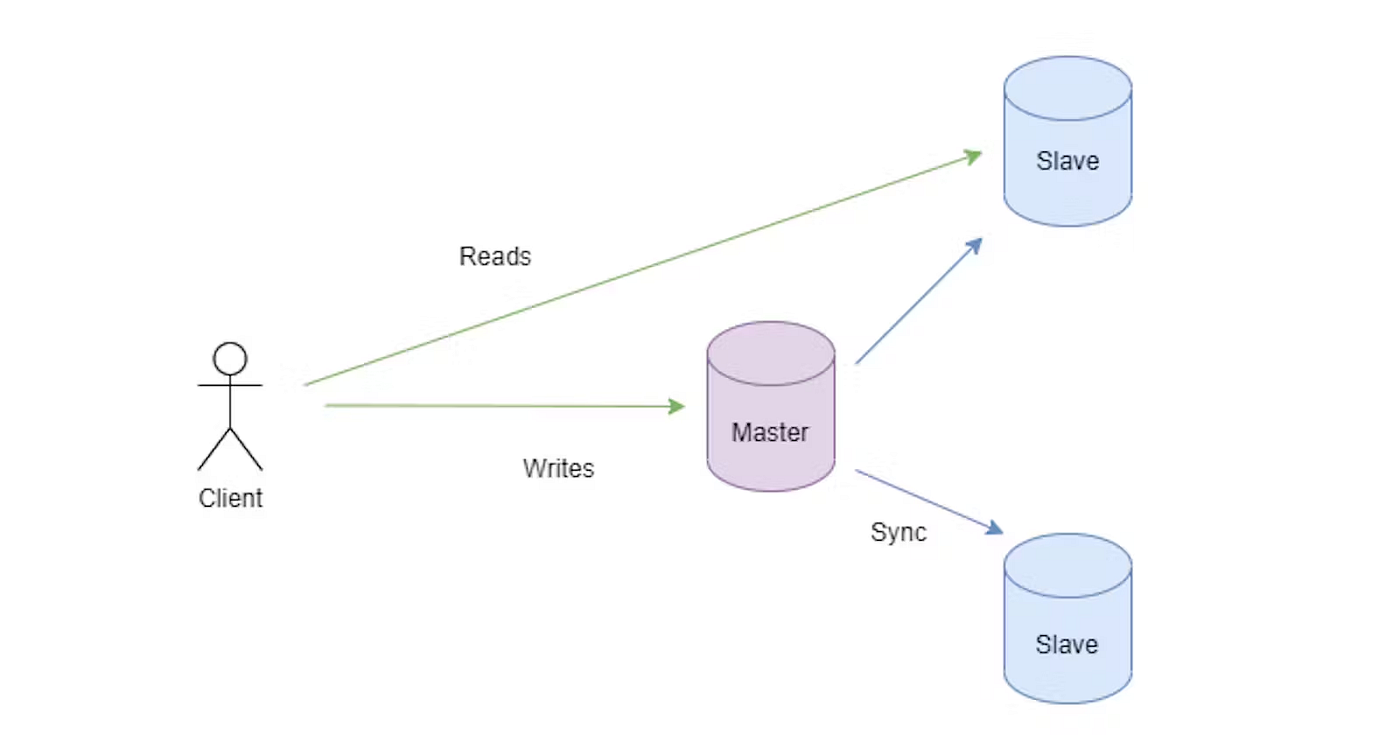 Slave
Reads
Master
Writes
Client
Sync
Slave